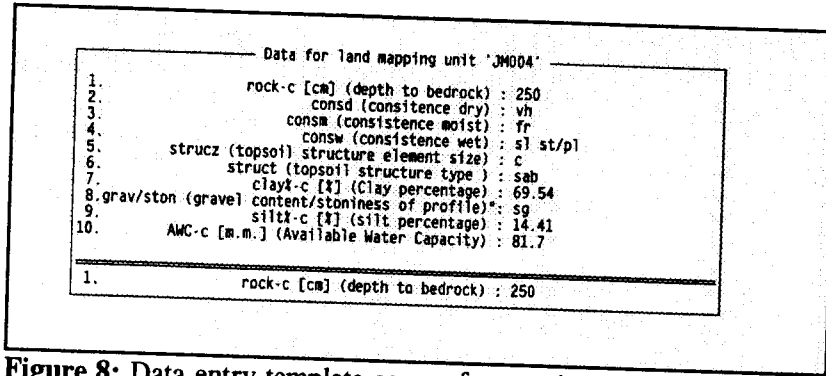 Data for land mapping unit 'JM004'
1. rock-c [cm] (depth to bedrock) : 250
2. consd (consitence dry) : vh
3. consm (consistence moist) : fr
4. consw (consistence wet) : sl st/pl
5. strucz (topsoil structure element size) : c
6. struct (topsoil structure type ) : sab
7. clay%-c [%] (Clay percentage) : 69.54
8.grav/ston (gravel content/stoniness of profile)*: sg
9. silt%-c [%] (silt percentage) : 14.41
10. AWC-c [m.m.] (Available Water Capacity) : 81.7
1. rock-c [cm] (depth to bedrock) : 250
Figure 8: Data entry template